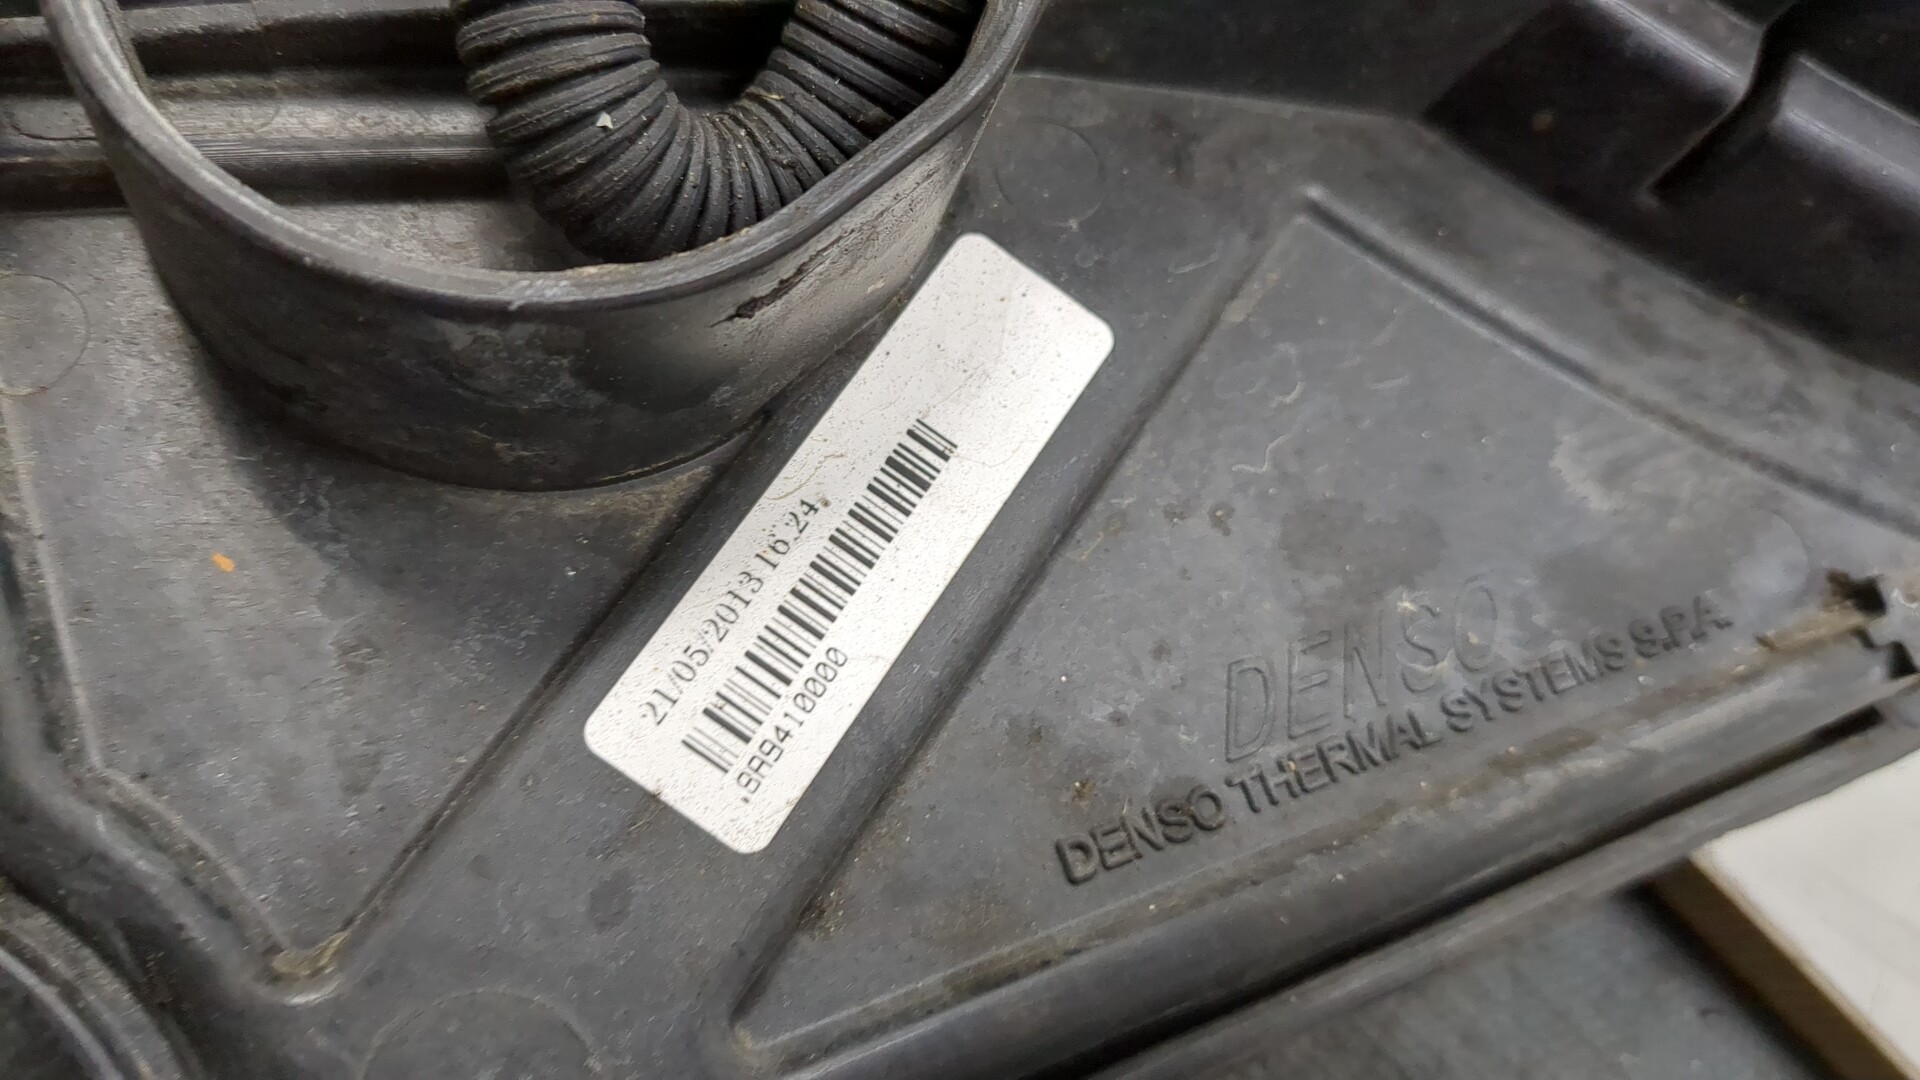 21/05/2013 16.24.
.8A9410000
DENSO
DENSO THERMAL SYSTEMS S.P.A.